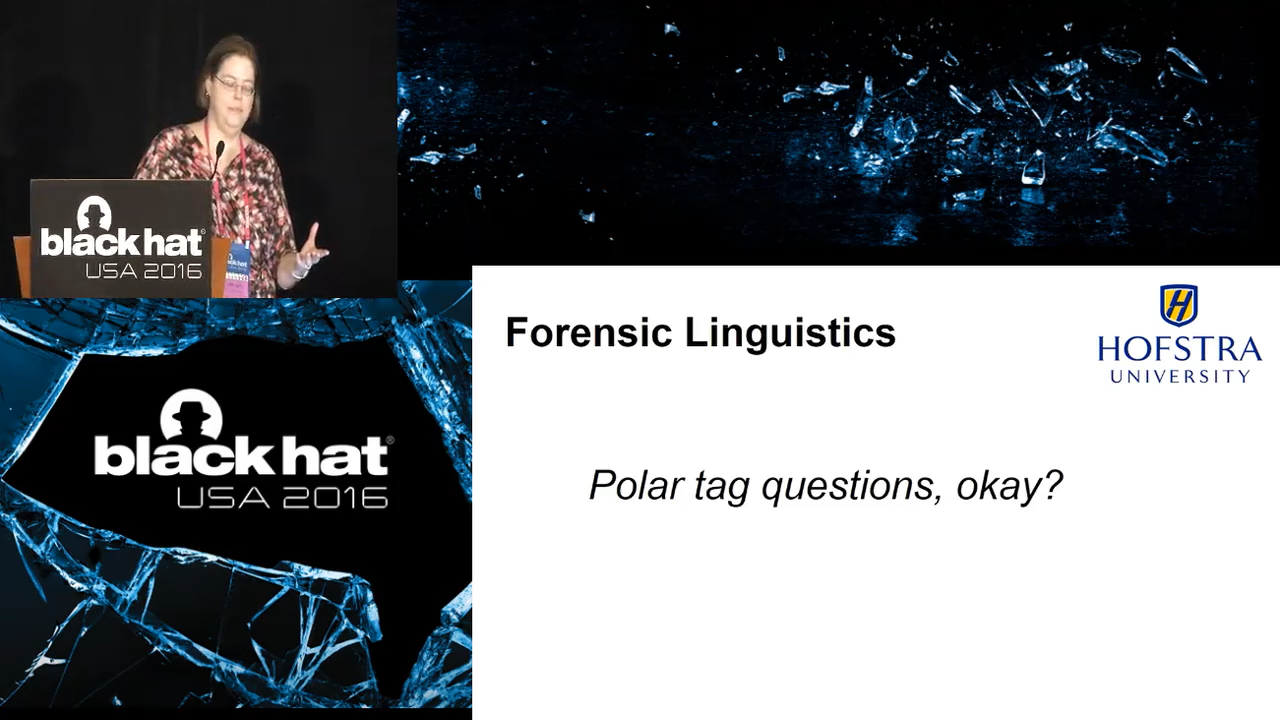 black hat
USA 2016
black hat®
USA 2016
Forensic Linguistics
HOFSTRA
UNIVERSITY
Polar tag questions, okay?